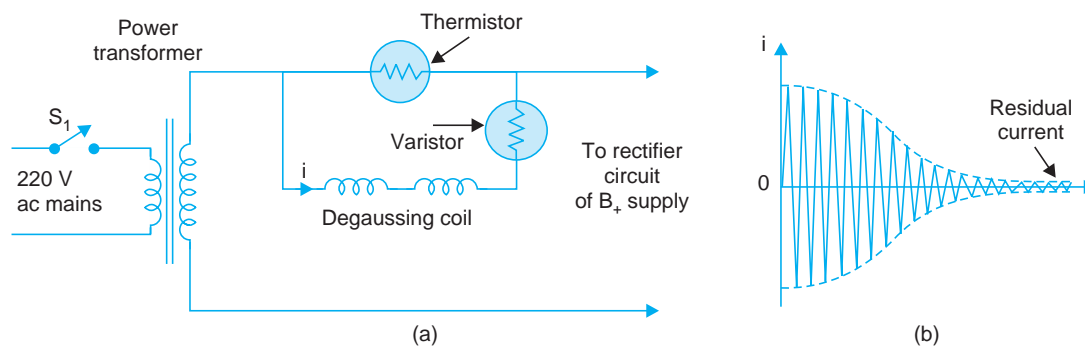 Power
transformer
Thermistor
S₁
Varistor
220 V
ac mains
i
Degaussing coil
To rectifier
circuit
of B₊ supply
(a)
i
Residual
current
0
(b)